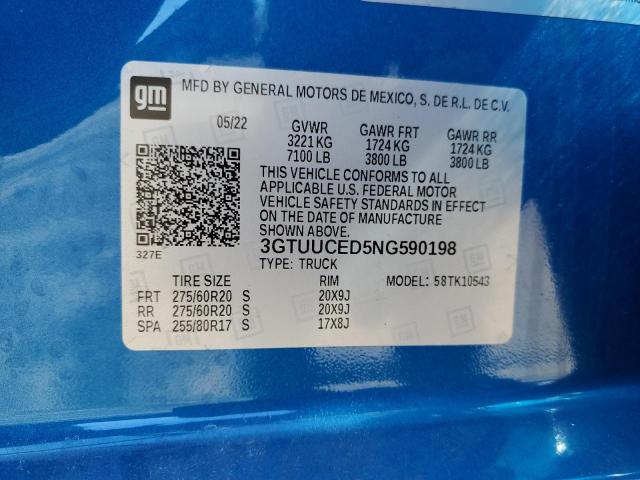 gm
MFD BY GENERAL MOTORS DE MEXICO, S. DE R.L. DE C.V.
05/22 GVWR GAWR FRT GAWR RR
3221 KG 1724 KG 1724 KG
7100 LB 3800 LB 3800 LB
THIS VEHICLE CONFORMS TO ALL
APPLICABLE U.S. FEDERAL MOTOR
VEHICLE SAFETY STANDARDS IN EFFECT
ON THE DATE OF MANUFACTURE
SHOWN ABOVE.
327E
3GTUUCED5NG590198
TYPE: TRUCK MODEL: 58TK10543
TIRE SIZE RIM
FRT 275/60R20 S 20X9J
RR 275/60R20 S 20X9J
SPA 255/80R17 S 17X8J